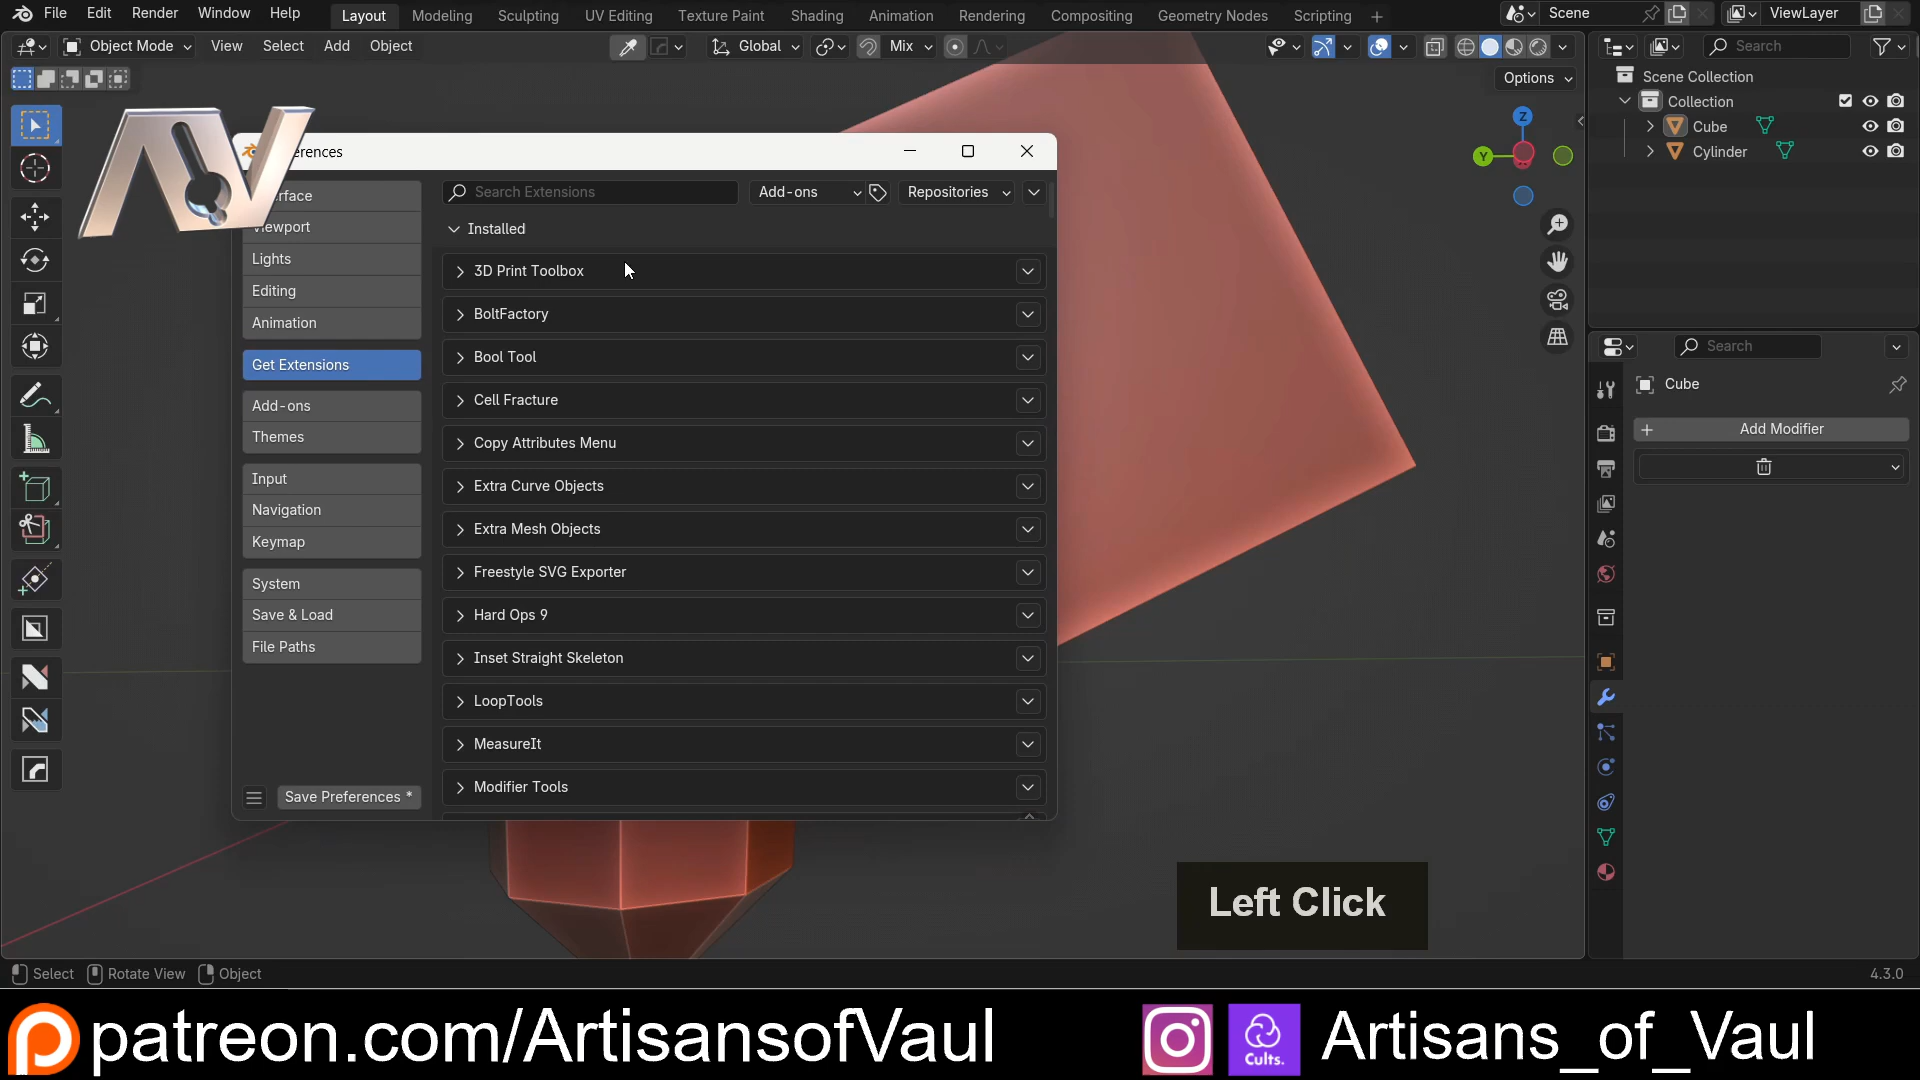 File Edit Render Window Help Layout Modeling Sculpting UV Editing Texture Paint Shading Animation Rendering Compositing Geometry Nodes Scripting + Scene ViewLayer
Object Mode View Select Add Object Global Mix Search
Options
Scene Collection
Collection
Cube
Cylinder
erences
Search Extensions Add-ons Repositories
rface
Viewport
Lights
Editing
Animation
Get Extensions
Add-ons
Themes
Input
Navigation
Keymap
System
Save & Load
File Paths
Save Preferences *
Installed
3D Print Toolbox
BoltFactory
Bool Tool
Cell Fracture
Copy Attributes Menu
Extra Curve Objects
Extra Mesh Objects
Freestyle SVG Exporter
Hard Ops 9
Inset Straight Skeleton
LoopTools
MeasureIt
Modifier Tools
Z
Y
Search
Cube
Add Modifier
Left Click
Select Rotate View Object 4.3.0
patreon.com/ArtisansofVaul Cults. Artisans_of_Vaul